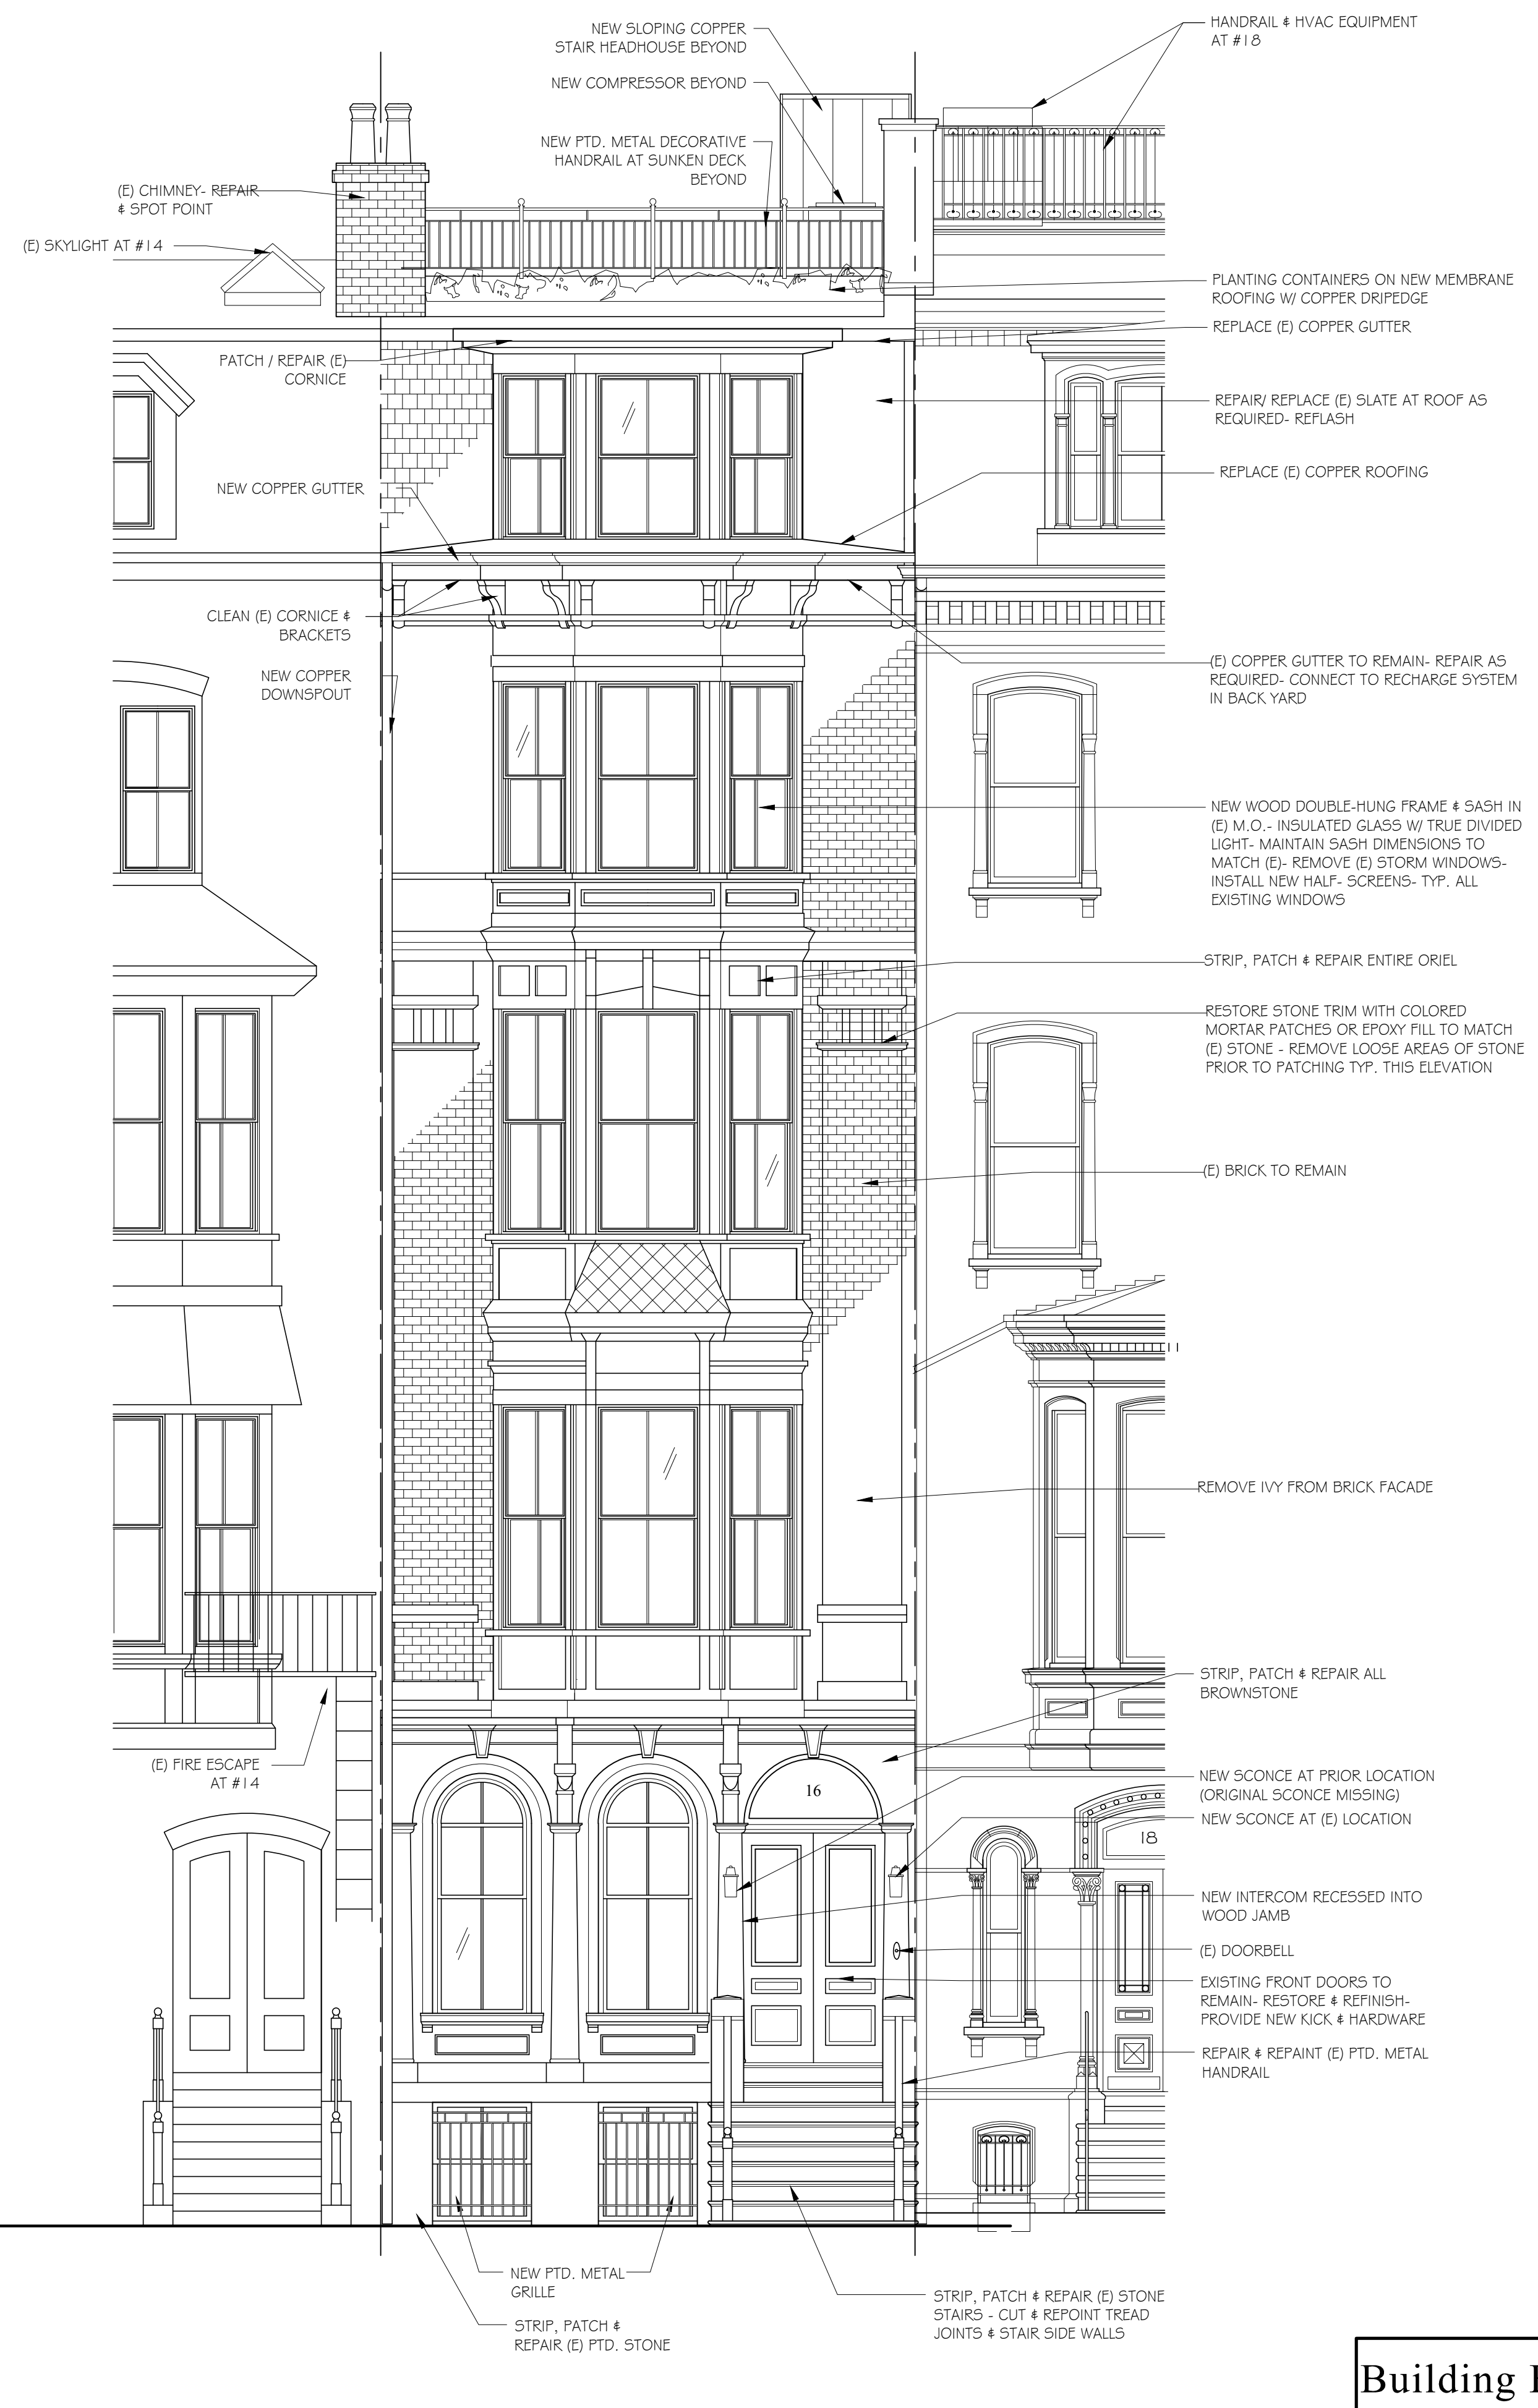 NEW SLOPING COPPER
STAIR HEADHOUSE BEYOND
NEW COMPRESSOR BEYOND
NEW PTD. METAL DECORATIVE
HANDRAIL AT SUNKEN DECK
BEYOND
HANDRAIL & HVAC EQUIPMENT
AT #18
(E) CHIMNEY- REPAIR
& SPOT POINT
(E) SKYLIGHT AT #14
PLANTING CONTAINERS ON NEW MEMBRANE
ROOFING W/ COPPER DRIPEDGE
REPLACE (E) COPPER GUTTER
PATCH / REPAIR (E)
CORNICE
REPAIR/ REPLACE (E) SLATE AT ROOF AS
REQUIRED- REFLASH
REPLACE (E) COPPER ROOFING
NEW COPPER GUTTER
CLEAN (E) CORNICE &
BRACKETS
NEW COPPER
DOWNSPOUT
(E) COPPER GUTTER TO REMAIN- REPAIR AS
REQUIRED- CONNECT TO RECHARGE SYSTEM
IN BACK YARD
NEW WOOD DOUBLE-HUNG FRAME & SASH IN
(E) M.O.- INSULATED GLASS W/ TRUE DIVIDED
LIGHT- MAINTAIN SASH DIMENSIONS TO
MATCH (E)- REMOVE (E) STORM WINDOWS-
INSTALL NEW HALF- SCREENS- TYP. ALL
EXISTING WINDOWS
STRIP, PATCH & REPAIR ENTIRE ORIEL
RESTORE STONE TRIM WITH COLORED
MORTAR PATCHES OR EPOXY FILL TO MATCH
(E) STONE - REMOVE LOOSE AREAS OF STONE
PRIOR TO PATCHING TYP. THIS ELEVATION
(E) BRICK TO REMAIN
REMOVE IVY FROM BRICK FACADE
STRIP, PATCH & REPAIR ALL
BROWNSTONE
(E) FIRE ESCAPE
AT #14
NEW SCONCE AT PRIOR LOCATION
(ORIGINAL SCONCE MISSING)
NEW SCONCE AT (E) LOCATION
16
18
NEW INTERCOM RECESSED INTO
WOOD JAMB
(E) DOORBELL
EXISTING FRONT DOORS TO
REMAIN- RESTORE & REFINISH-
PROVIDE NEW KICK & HARDWARE
REPAIR & REPAINT (E) PTD. METAL
HANDRAIL
NEW PTD. METAL
GRILLE
STRIP, PATCH &
REPAIR (E) PTD. STONE
STRIP, PATCH & REPAIR (E) STONE
STAIRS - CUT & REPOINT TREAD
JOINTS & STAIR SIDE WALLS
Building